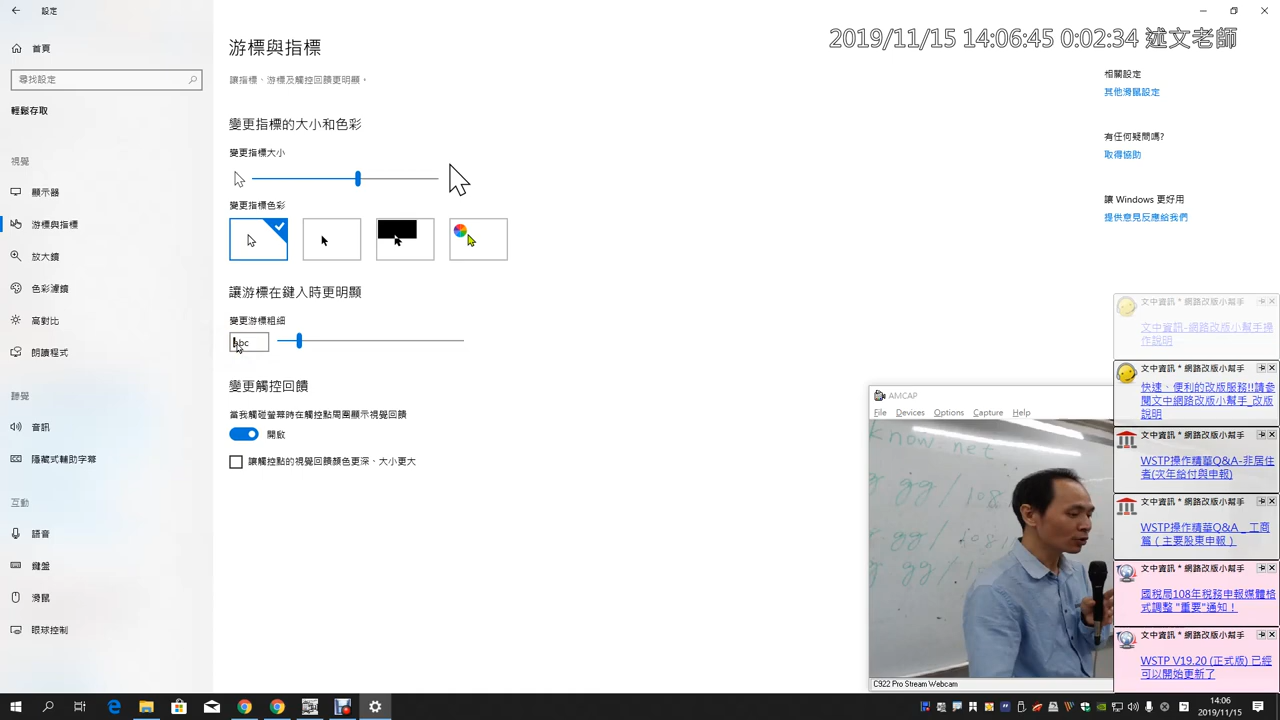 設定
2019/11/15 14:06:45 0:02:34 述文老師
首頁
尋找設定
輕鬆存取
視覺
顯示器
游標與指標
放大鏡
色彩濾鏡
高對比
朗讀程式
聽覺
音訊
隱藏式輔助字幕
互動
語音
鍵盤
滑鼠
眼球控制
游標與指標
讓指標、游標及觸控回饋更明顯。
變更指標的大小和色彩
變更指標大小
變更指標色彩
讓游標在鍵入時更明顯
變更游標粗細
abc
變更觸控回饋
當我觸碰螢幕時在觸控點周圍顯示視覺回饋
開啟
讓觸控點的視覺回饋顏色更深、大小更大
相關設定
其他滑鼠設定
有任何疑問嗎?
取得協助
讓 Windows 更好用
提供意見反應給我們
AMCAP
File Devices Options Capture Help
know.net
gg/108
C922 Pro Stream Webcam
文中資訊 * 網路改版小幫手
文中資訊-網路改版小幫手操
作說明
文中資訊 * 網路改版小幫手
快速、便利的改版服務!!請參
閱文中網路改版小幫手_改版
說明
文中資訊 * 網路改版小幫手
WSTP操作精華Q&A-非居住
者(次年給付與申報)
文中資訊 * 網路改版小幫手
WSTP操作精華Q&A _ 工商
篇 ( 主要股東申報 )
文中資訊 * 網路改版小幫手
國稅局108年稅務申報媒體格
式調整 "重要"通知！
文中資訊 * 網路改版小幫手
WSTP V19.20 (正式版) 已經
可以開始更新了
14:06
2019/11/15